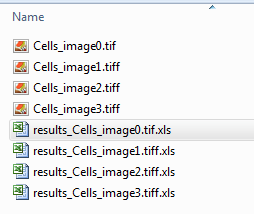 Name
Cells_image0.tif
Cells_image1.tiff
Cells_image2.tiff
Cells_image3.tiff
results_Cells_image0.tif.xls
results_Cells_image1.tiff.xls
results_Cells_image2.tiff.xls
results_Cells_image3.tiff.xls